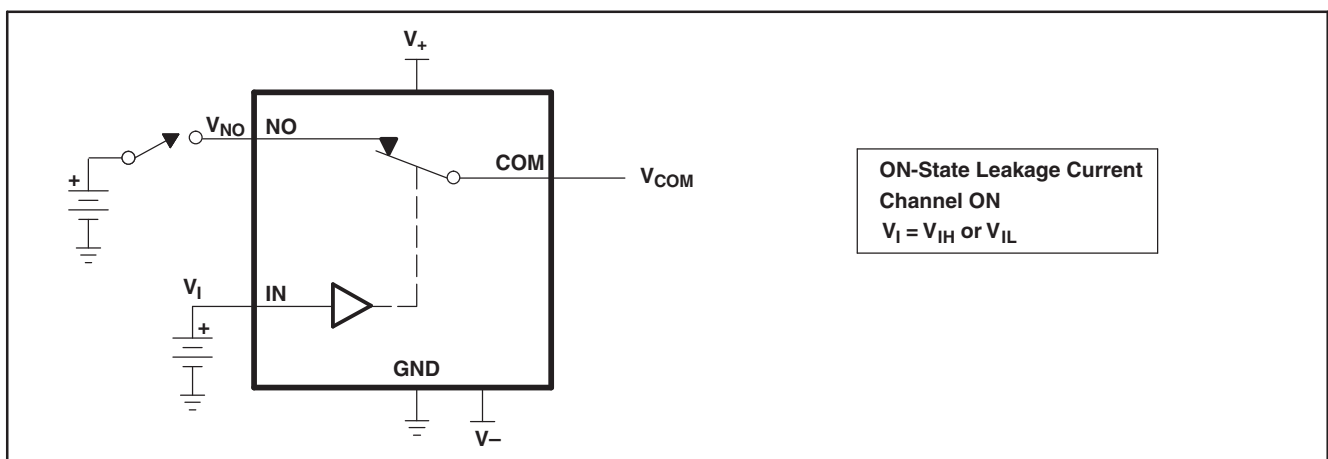 V+
VNO NO
COM
VCOM
+
VI IN
+
GND
V–
ON-State Leakage Current
Channel ON
VI = VIH or VIL